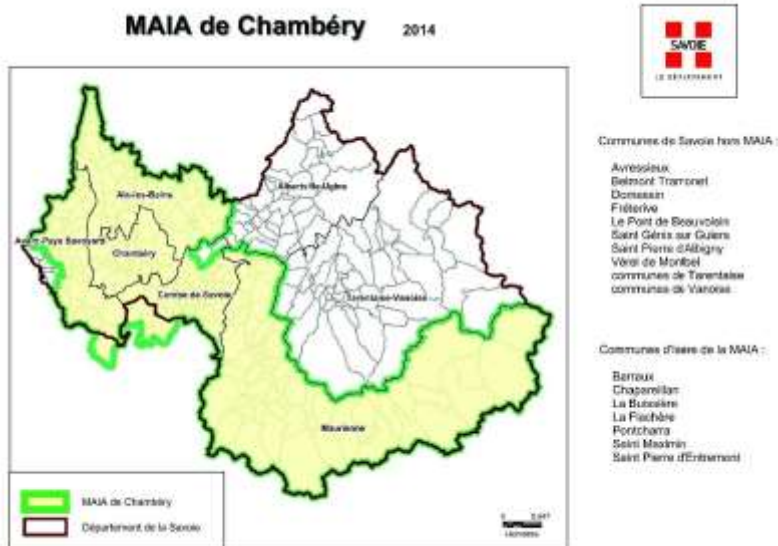 MAIA de Chambéry 2014
SAVOIE
LE DÉPARTEMENT
Aix-les-Bains
Albertville-Ugine
Avant-Pays Savoyard
Chambéry
Combe de Savoie
Tarentaise-Vanoise
Maurienne
MAIA de Chambéry
Département de la Savoie
Communes de Savoie hors MAIA :
Avressieux
Belmont Tramonet
Domessin
Fréterive
Le Pont de Beauvoisin
Saint Génix sur Guiers
Saint Pierre d'Albigny
Vérel de Montbel
communes de Tarentaise
communes de Vanoise
Communes d'Isère de la MAIA :
Barraux
Chapareillan
La Buissière
La Flachère
Pontcharra
Saint Maximin
Saint Pierre d'Entremont